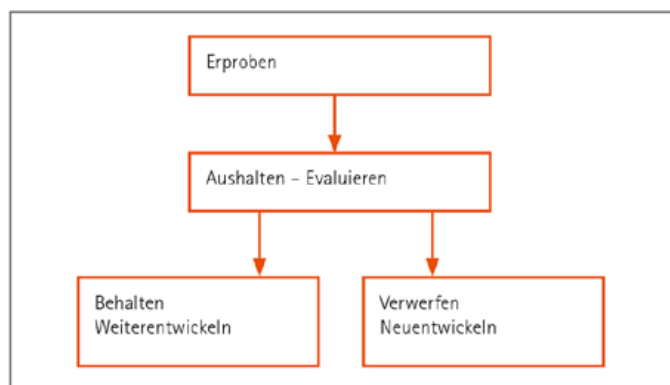 Erproben
Aushalten – Evaluieren
Behalten
Weiterentwickeln
Verwerfen
Neuentwickeln